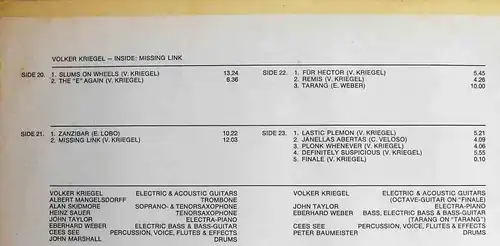 VOLKER KRIEGEL – INSIDE: MISSING LINK
SIDE 20. 1. SLUMS ON WHEELS (V. KRIEGEL) 13.24
2. THE "E" AGAIN (V. KRIEGEL) 8.36
SIDE 22. 1. FÜR HECTOR (V. KRIEGEL) 5.45
2. REMIS (V. KRIEGEL) 4.26
3. TARANG (E. WEBER) 10.00
SIDE 21. 1. ZANZIBAR (E. LOBO) 10.22
2. MISSING LINK (V. KRIEGEL) 12.03
SIDE 23. 1. LASTIC PLEMON (V. KRIEGEL) 5.21
2. JANELLAS ABERTAS (C. VELOSO) 4.09
3. PLONK WHENEVER (V. KRIEGEL) 4.06
4. DEFINITELY SUSPICIOUS (V. KRIEGEL) 5.55
5. FINALE (V. KRIEGEL) 0.10
VOLKER KRIEGEL ELECTRIC & ACOUSTIC GUITARS
ALBERT MANGELSDORFF TROMBONE
ALAN SKIDMORE SOPRANO- & TENORSAXOPHONE
HEINZ SAUER TENORSAXOPHONE
JOHN TAYLOR ELECTRA-PIANO
EBERHARD WEBER ELECTRIC BASS & BASS-GUITAR
CEES SEE PERCUSSION, VOICE, FLUTES & EFFECTS
JOHN MARSHALL DRUMS
VOLKER KRIEGEL ELECTRIC & ACOUSTIC GUITARS
(OCTAVE-GUITAR ON "FINALE")
JOHN TAYLOR ELECTRA-PIANO
EBERHARD WEBER BASS, ELECTRIC BASS & BASS-GUITAR
(TARANG ON "TARANG")
CEES SEE PERCUSSION, VOICE, FLUTES & EFFECTS
PETER BAUMEISTER DRUMS